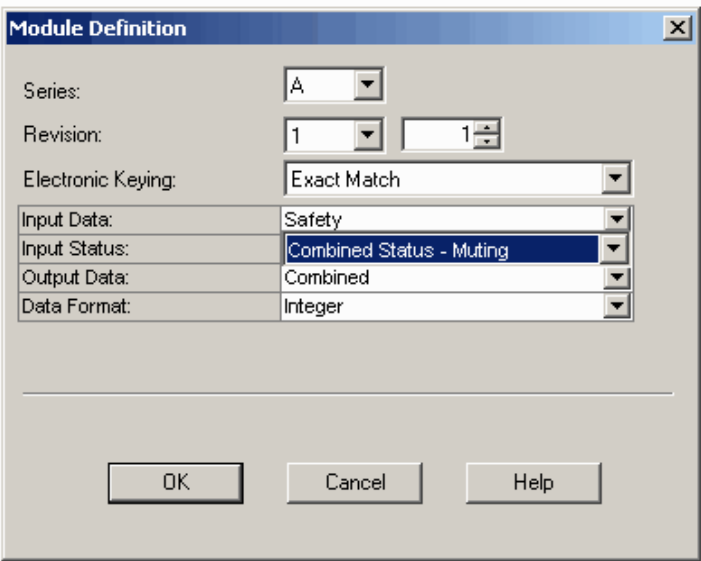 Module Definition
Series: A
Revision: 1 1
Electronic Keying: Exact Match
Input Data: Safety
Input Status: Combined Status - Muting
Output Data: Combined
Data Format: Integer
OK Cancel Help